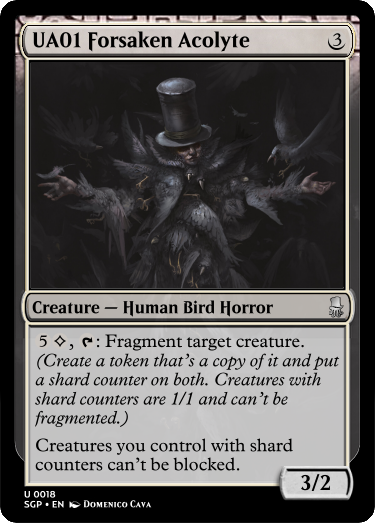 UA01 Forsaken Acolyte 3
Creature — Human Bird Horror
5 ⟡, T: Fragment target creature.
(Create a token that's a copy of it and put
a shard counter on both. Creatures with
shard counters are 1/1 and can't be
fragmented.)
Creatures you control with shard
counters can't be blocked.
3/2
U 0018
SGP • EN Domenico Cava